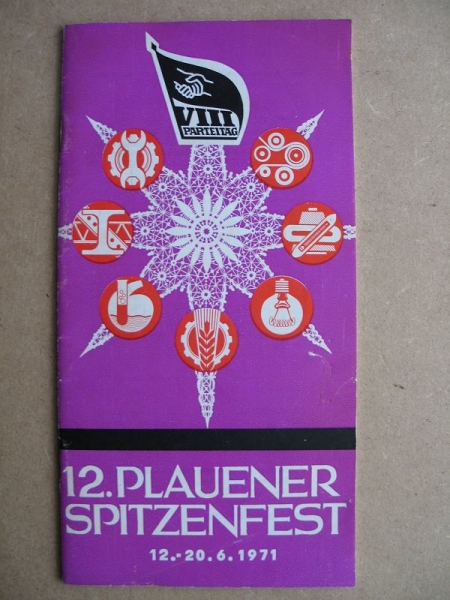 VIII
PARTEITAG
12. PLAUENER
SPITZENFEST
12.-20.6.1971